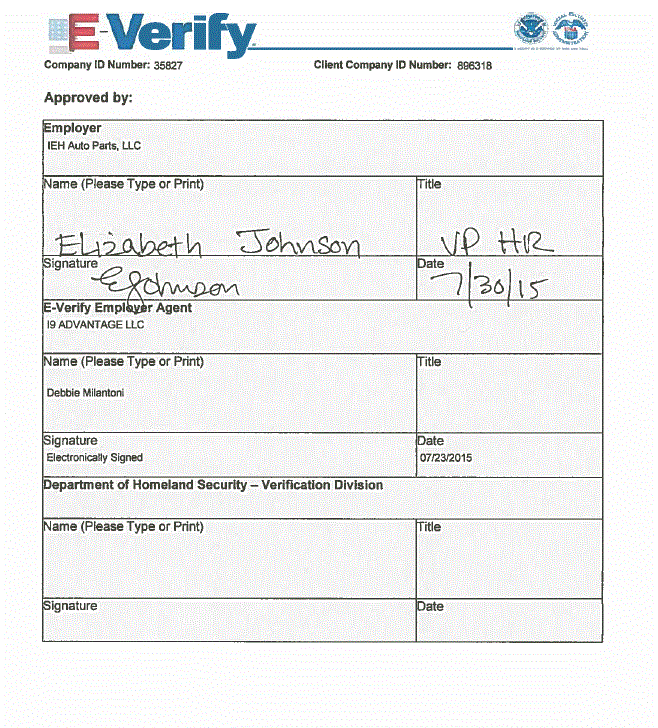 E-Verify
Company ID Number: 35827 Client Company ID Number: 896318
Approved by:
Employer
IEH Auto Parts, LLC
Name (Please Type or Print) Title
Elizabeth Johnson VP HR
Signature Date
EJohnson 7/30/15
E-Verify Employer Agent
I9 ADVANTAGE LLC
Name (Please Type or Print) Title
Debbie Milantoni
Signature Date
Electronically Signed 07/23/2015
Department of Homeland Security – Verification Division
Name (Please Type or Print) Title
Signature Date